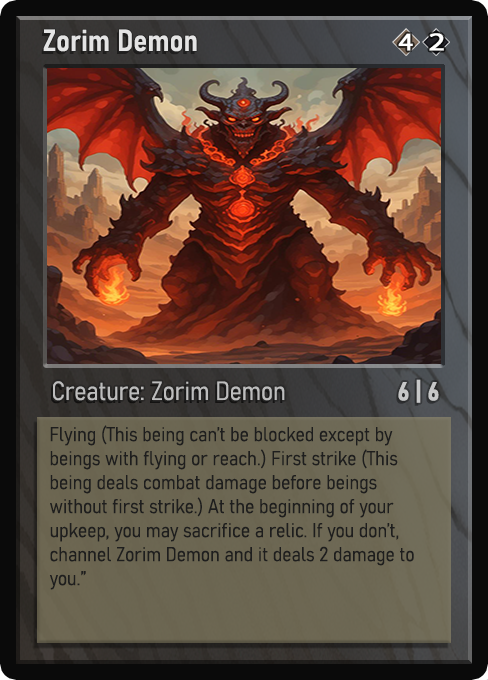 Zorim Demon 4 2
Creature: Zorim Demon 6|6
Flying (This being can't be blocked except by
beings with flying or reach.) First strike (This
being deals combat damage before beings
without first strike.) At the beginning of your
upkeep, you may sacrifice a relic. If you don't,
channel Zorim Demon and it deals 2 damage to
you.”